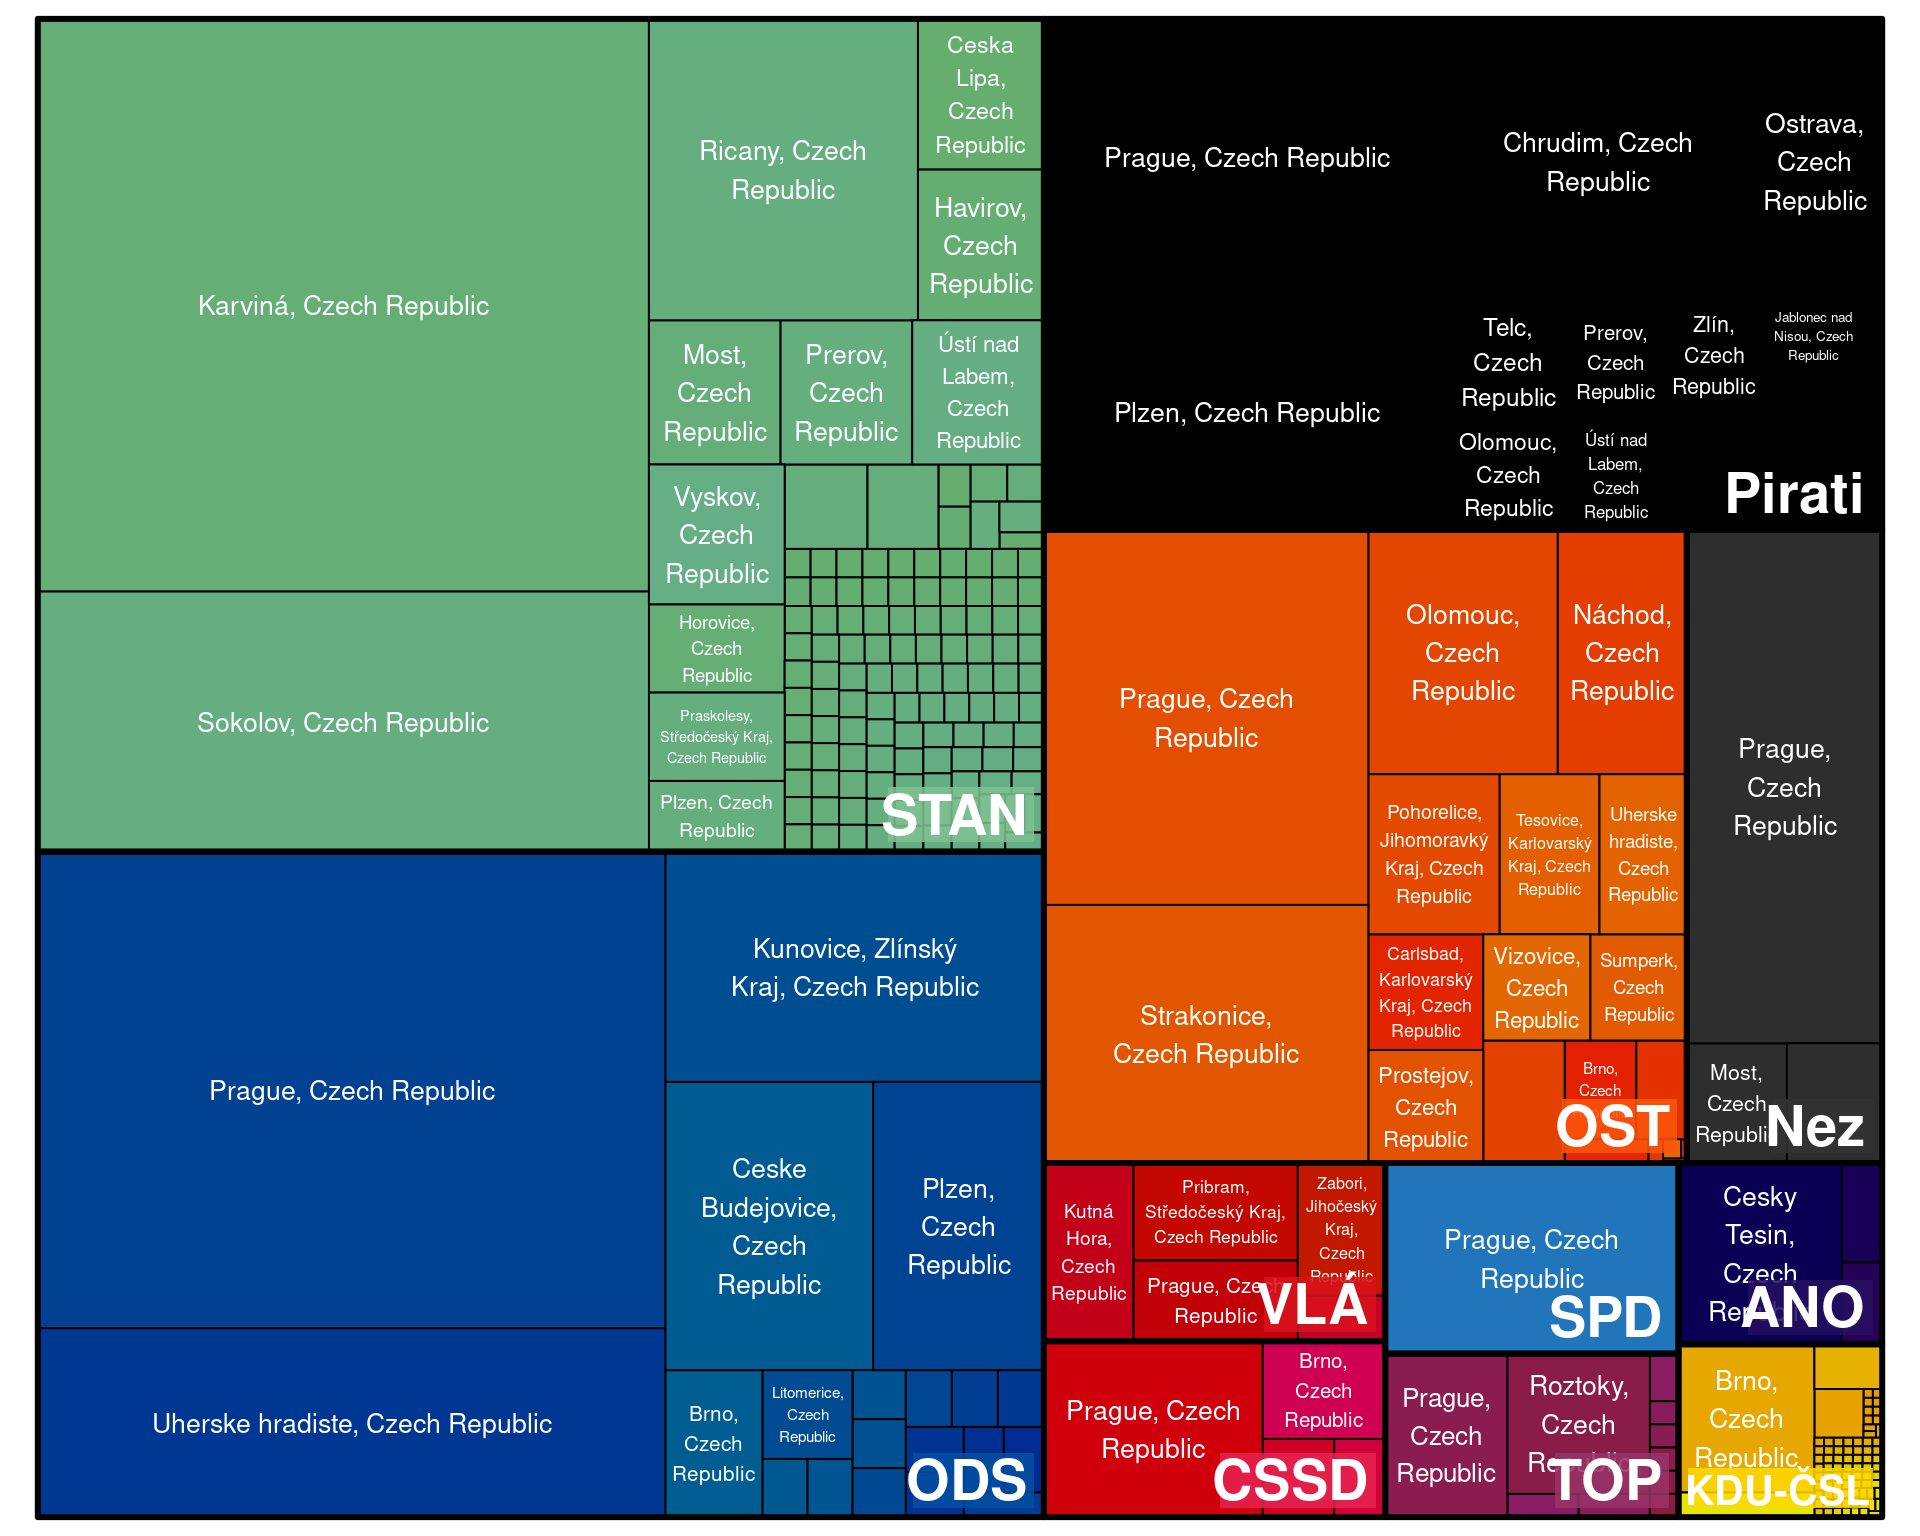 Karviná, Czech Republic
Sokolov, Czech Republic
Ricany, Czech
Republic
Ceska
Lipa,
Czech
Republic
Havirov,
Czech
Republic
Most,
Czech
Republic
Prerov,
Czech
Republic
Ústí nad
Labem,
Czech
Republic
Vyskov,
Czech
Republic
Horovice,
Czech
Republic
Praskolesy,
Středočeský Kraj,
Czech Republic
Plzen, Czech
Republic
STAN
Prague, Czech Republic
Uherske hradiste, Czech Republic
Kunovice, Zlínský
Kraj, Czech Republic
Ceske
Budejovice,
Czech
Republic
Plzen,
Czech
Republic
Brno,
Czech
Republic
Litomerice,
Czech
Republic
ODS
Prague, Czech Republic
Plzen, Czech Republic
Chrudim, Czech
Republic
Ostrava,
Czech
Republic
Telc,
Czech
Republic
Prerov,
Czech
Republic
Zlín,
Czech
Republic
Jablonec nad
Nisou, Czech
Republic
Olomouc,
Czech
Republic
Ústí nad
Labem,
Czech
Republic
Pirati
Prague, Czech
Republic
Strakonice,
Czech Republic
Olomouc,
Czech
Republic
Náchod,
Czech
Republic
Pohorelice,
Jihomoravký
Kraj, Czech
Republic
Tesovice,
Karlovarský
Kraj, Czech
Republic
Uherske
hradiste,
Czech
Republic
Carlsbad,
Karlovarský
Kraj, Czech
Republic
Vizovice,
Czech
Republic
Sumperk,
Czech
Republic
Prostejov,
Czech
Republic
Brno,
Czech
OST
Prague,
Czech
Republic
Most,
Czech
Republic
Nez
Kutná
Hora,
Czech
Republic
Pribram,
Středočeský Kraj,
Czech Republic
Prague, Czech
Republic
Zabori,
Jihočeský
Kraj,
Czech
Republic
VLÁ
Prague, Czech
Republic
SPD
Cesky
Tesin,
Czech
Republic
ANO
Prague, Czech
Republic
Brno,
Czech
Republic
CSSD
Prague,
Czech
Republic
Roztoky,
Czech
Republic
TOP
Brno,
Czech
Republic
KDU-ČSL